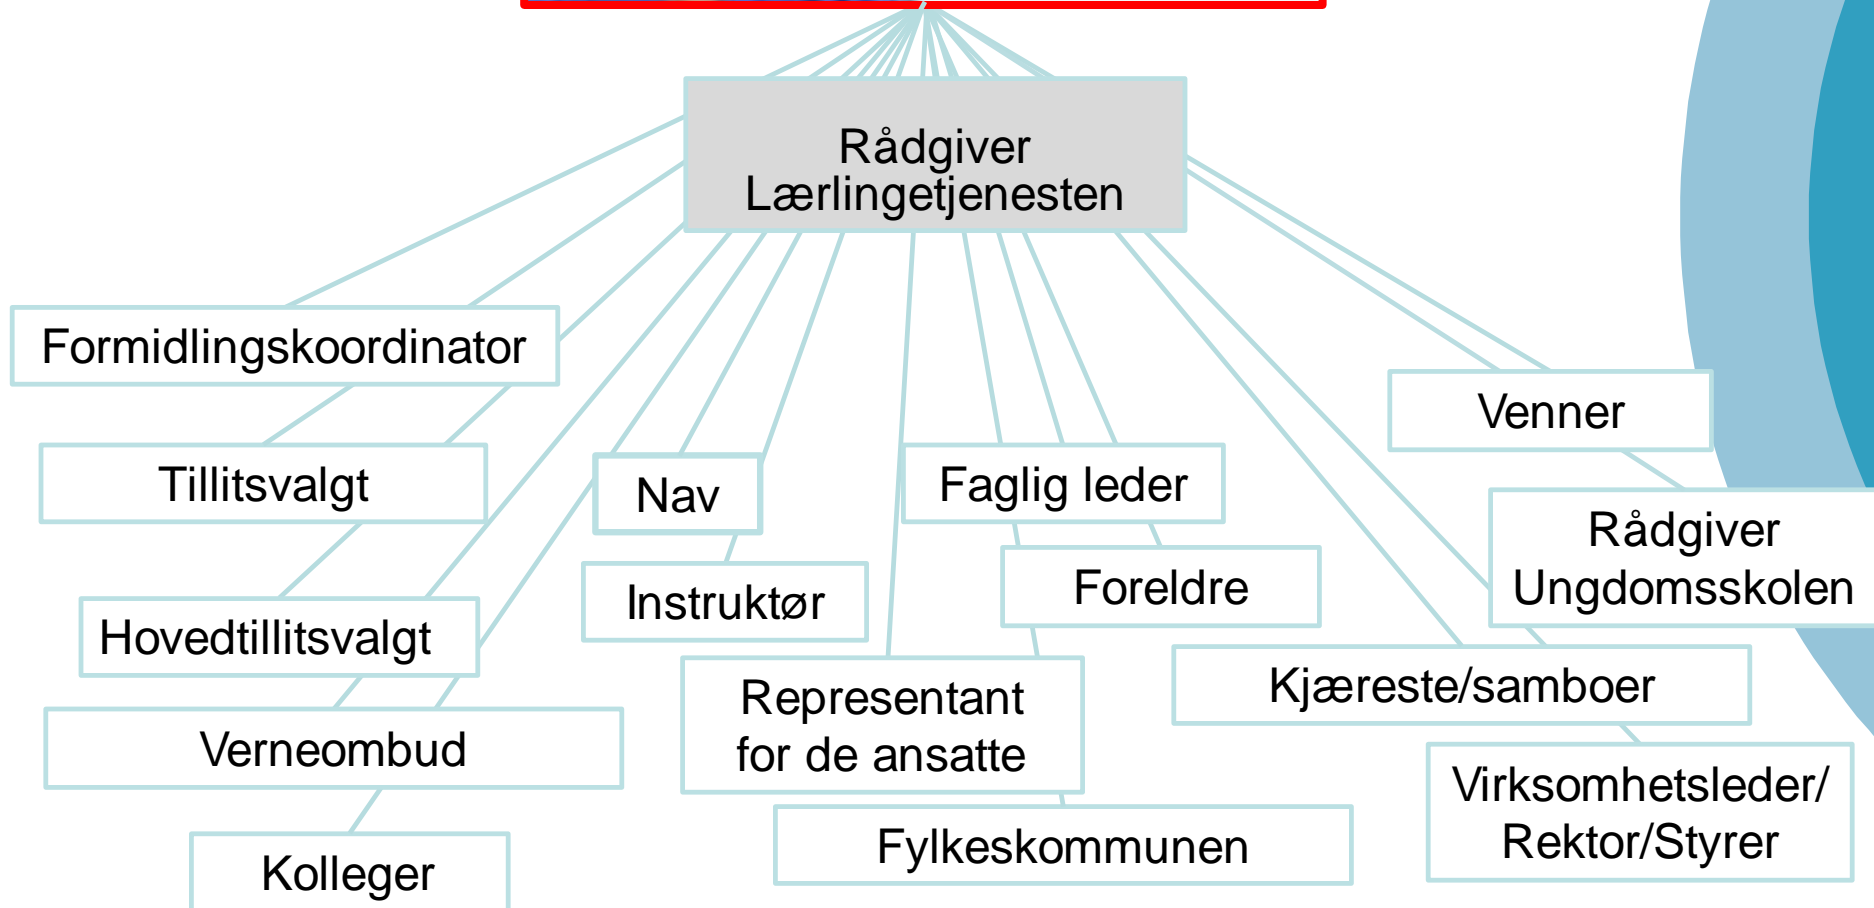 Rådgiver
Lærlingetjenesten
Formidlingskoordinator
Venner
Tillitsvalgt
Nav
Faglig leder
Rådgiver
Ungdomsskolen
Instruktør
Foreldre
Hovedtillitsvalgt
Representant
for de ansatte
Kjæreste/samboer
Verneombud
Virksomhetsleder/
Rektor/Styrer
Fylkeskommunen
Kolleger